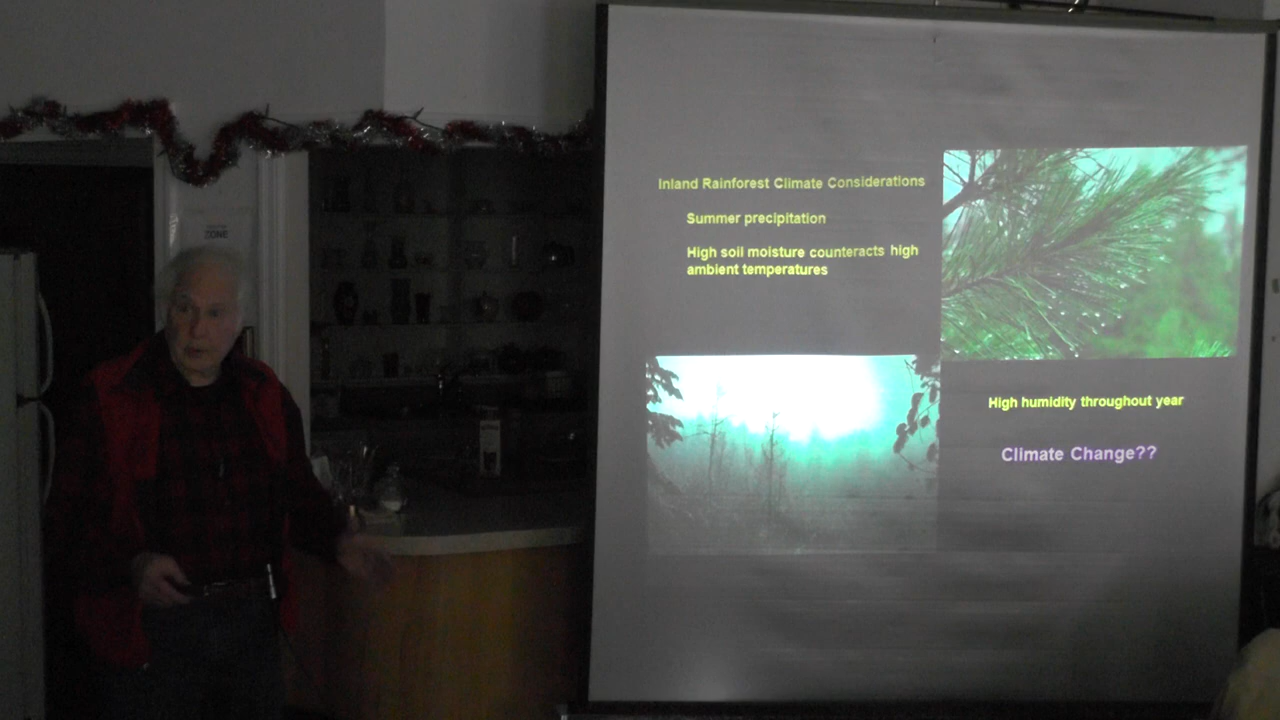 Inland Rainforest Climate Considerations
Summer precipitation
High soil moisture counteracts high
ambient temperatures
High humidity throughout year
Climate Change??